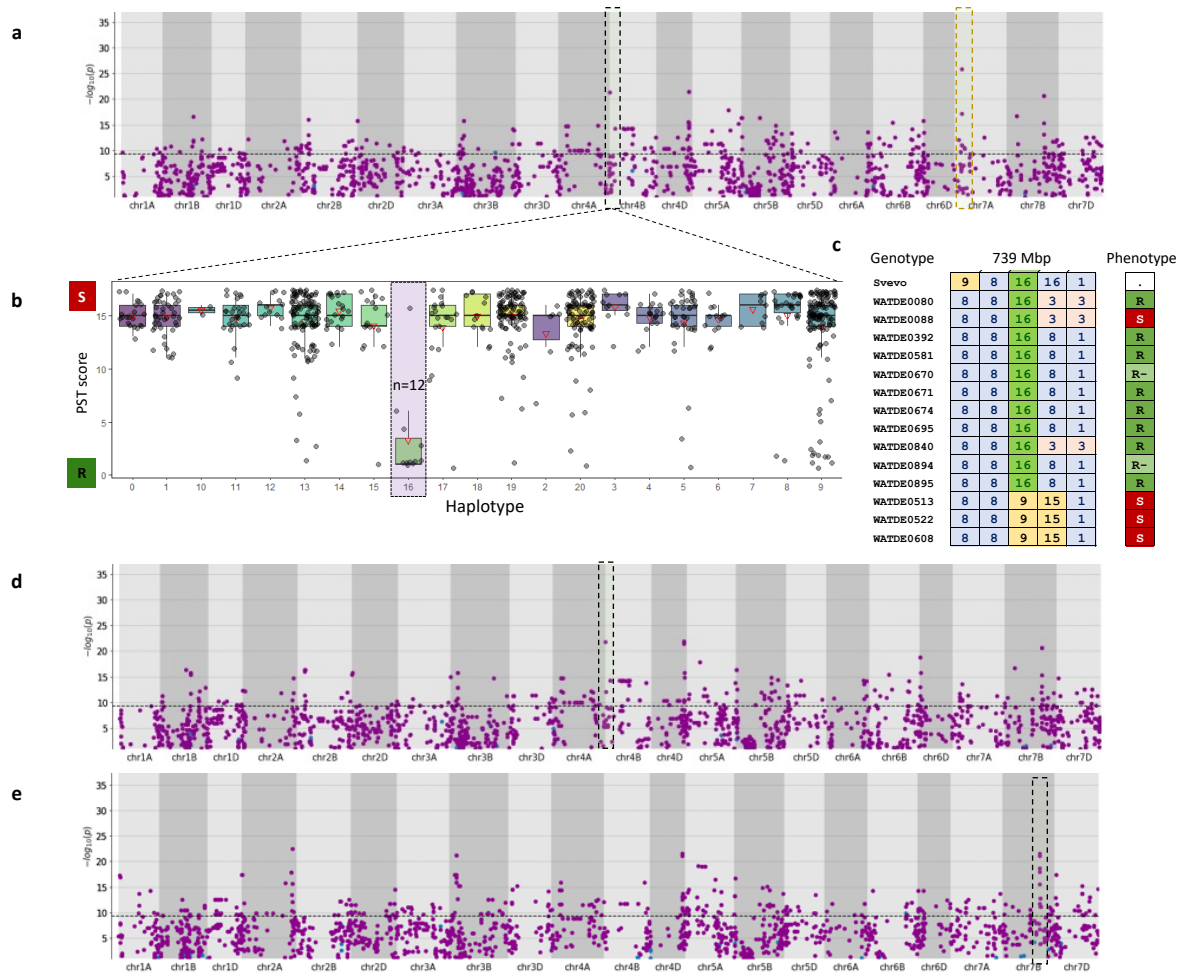 a
35
30
25
20
15
10
5
−log10(p)
chr1A chr1B chr1D chr2A chr2B chr2D chr3A chr3B chr3D chr4A chr4B chr4D chr5A chr5B chr5D chr6A chr6B chr6D chr7A chr7B chr7D
b
S
R
PST score
15
10
5
0
n=12
0 1 10 11 12 13 14 15 16 17 18 19 2 20 3 4 5 6 7 8 9
Haplotype
c
Genotype 739 Mbp Phenotype
Svevo 9 8 16 16 1 .
WATDE0080 8 8 16 3 3 R
WATDE0088 8 8 16 3 3 S
WATDE0392 8 8 16 8 1 R
WATDE0581 8 8 16 8 1 R
WATDE0670 8 8 16 8 1 R-
WATDE0671 8 8 16 8 1 R
WATDE0674 8 8 16 8 1 R
WATDE0695 8 8 16 8 1 R
WATDE0840 8 8 16 3 3 R
WATDE0894 8 8 16 8 1 R-
WATDE0895 8 8 16 8 1 R
WATDE0513 8 8 9 15 1 S
WATDE0522 8 8 9 15 1 S
WATDE0608 8 8 9 15 1 S
d
35
30
25
20
15
10
5
−log10(p)
chr1A chr1B chr1D chr2A chr2B chr2D chr3A chr3B chr3D chr4A chr4B chr4D chr5A chr5B chr5D chr6A chr6B chr6D chr7A chr7B chr7D
e
35
30
25
20
15
10
5
−log10(p)
chr1A chr1B chr1D chr2A chr2B chr2D chr3A chr3B chr3D chr4A chr4B chr4D chr5A chr5B chr5D chr6A chr6B chr6D chr7A chr7B chr7D